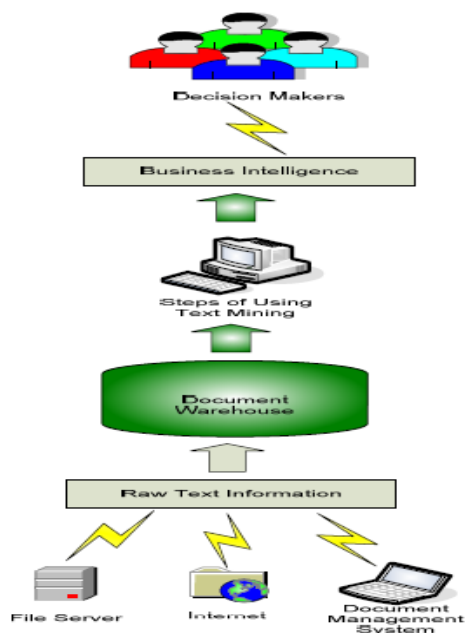 Decision Makers
Business Intelligence
Steps of Using
Text Mining
Document
Warehouse
Raw Text Information
File Server
Internet
Document
Management
System